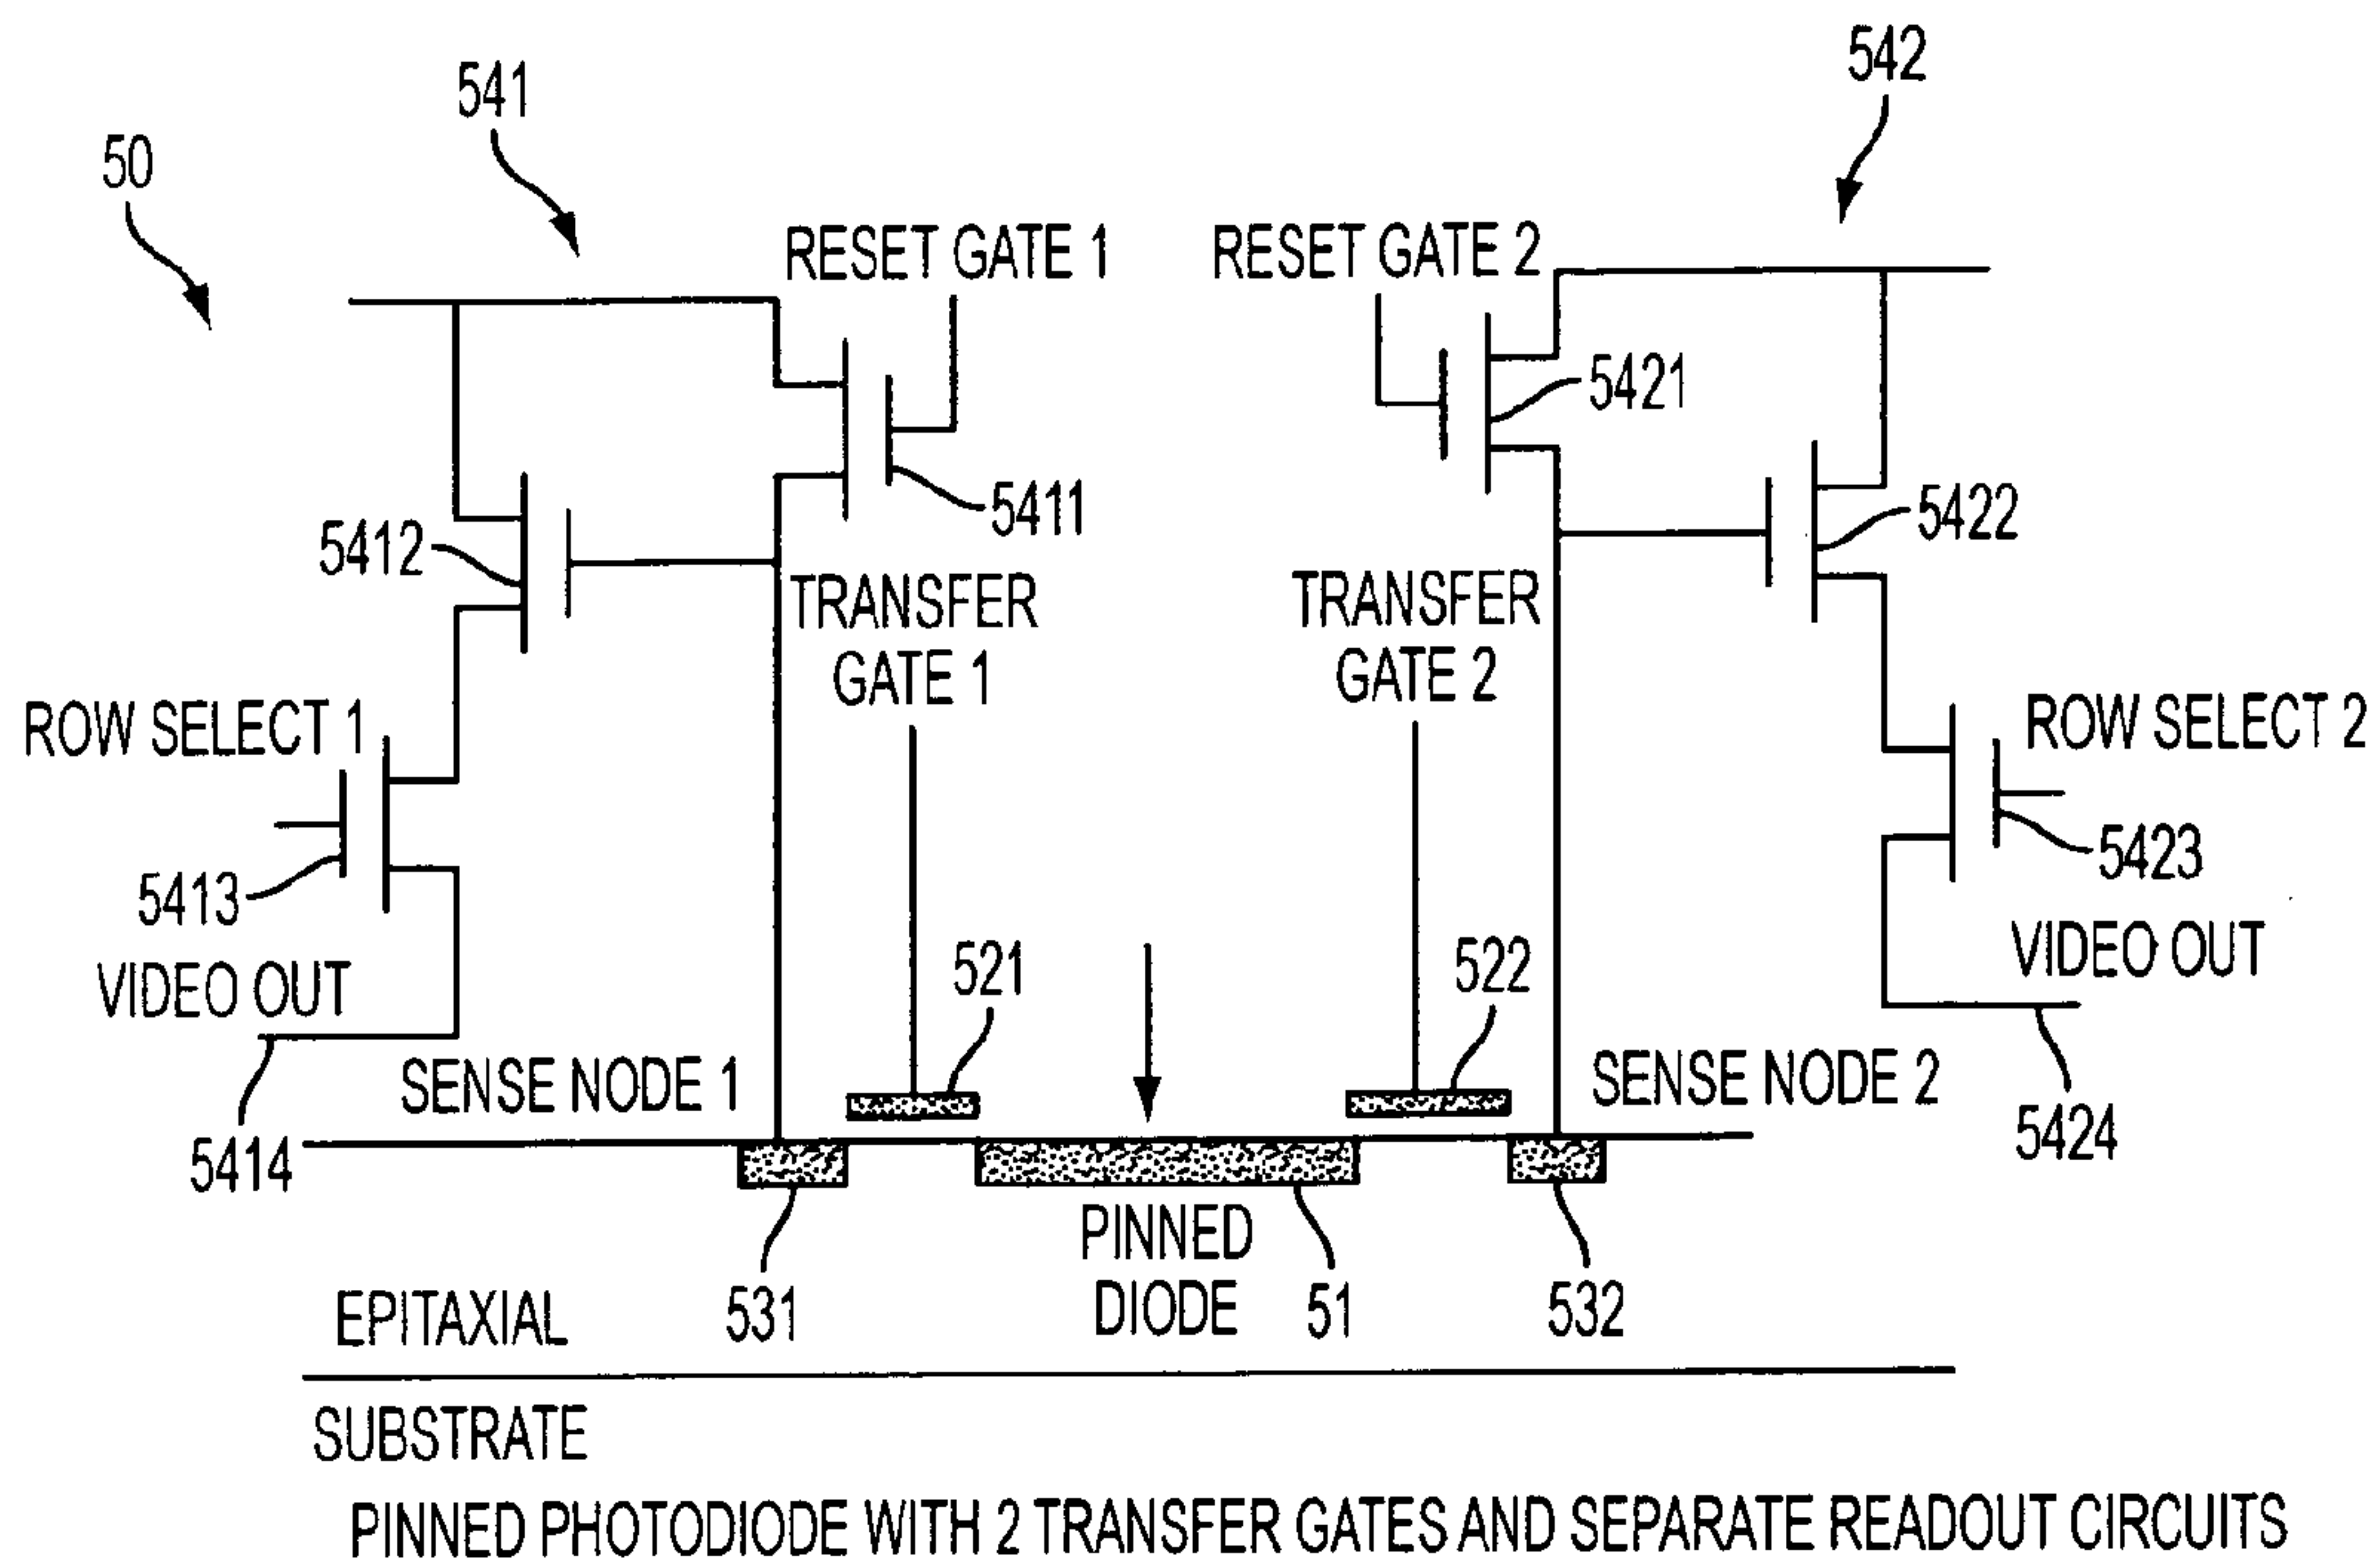 542
541
50
RESET GATE 1
RESET GATE 2
5421
5411
5422
5412
TRANSFER
GATE 1
TRANSFER
GATE 2
ROW SELECT 1
ROW SELECT 2
5413
5423
VIDEO OUT
VIDEO OUT
521
522
SENSE NODE 1
SENSE NODE 2
5414
5424
PINNED
DIODE
531
51
532
EPITAXIAL
SUBSTRATE
PINNED PHOTODIODE WITH 2 TRANSFER GATES AND SEPARATE READOUT CIRCUITS